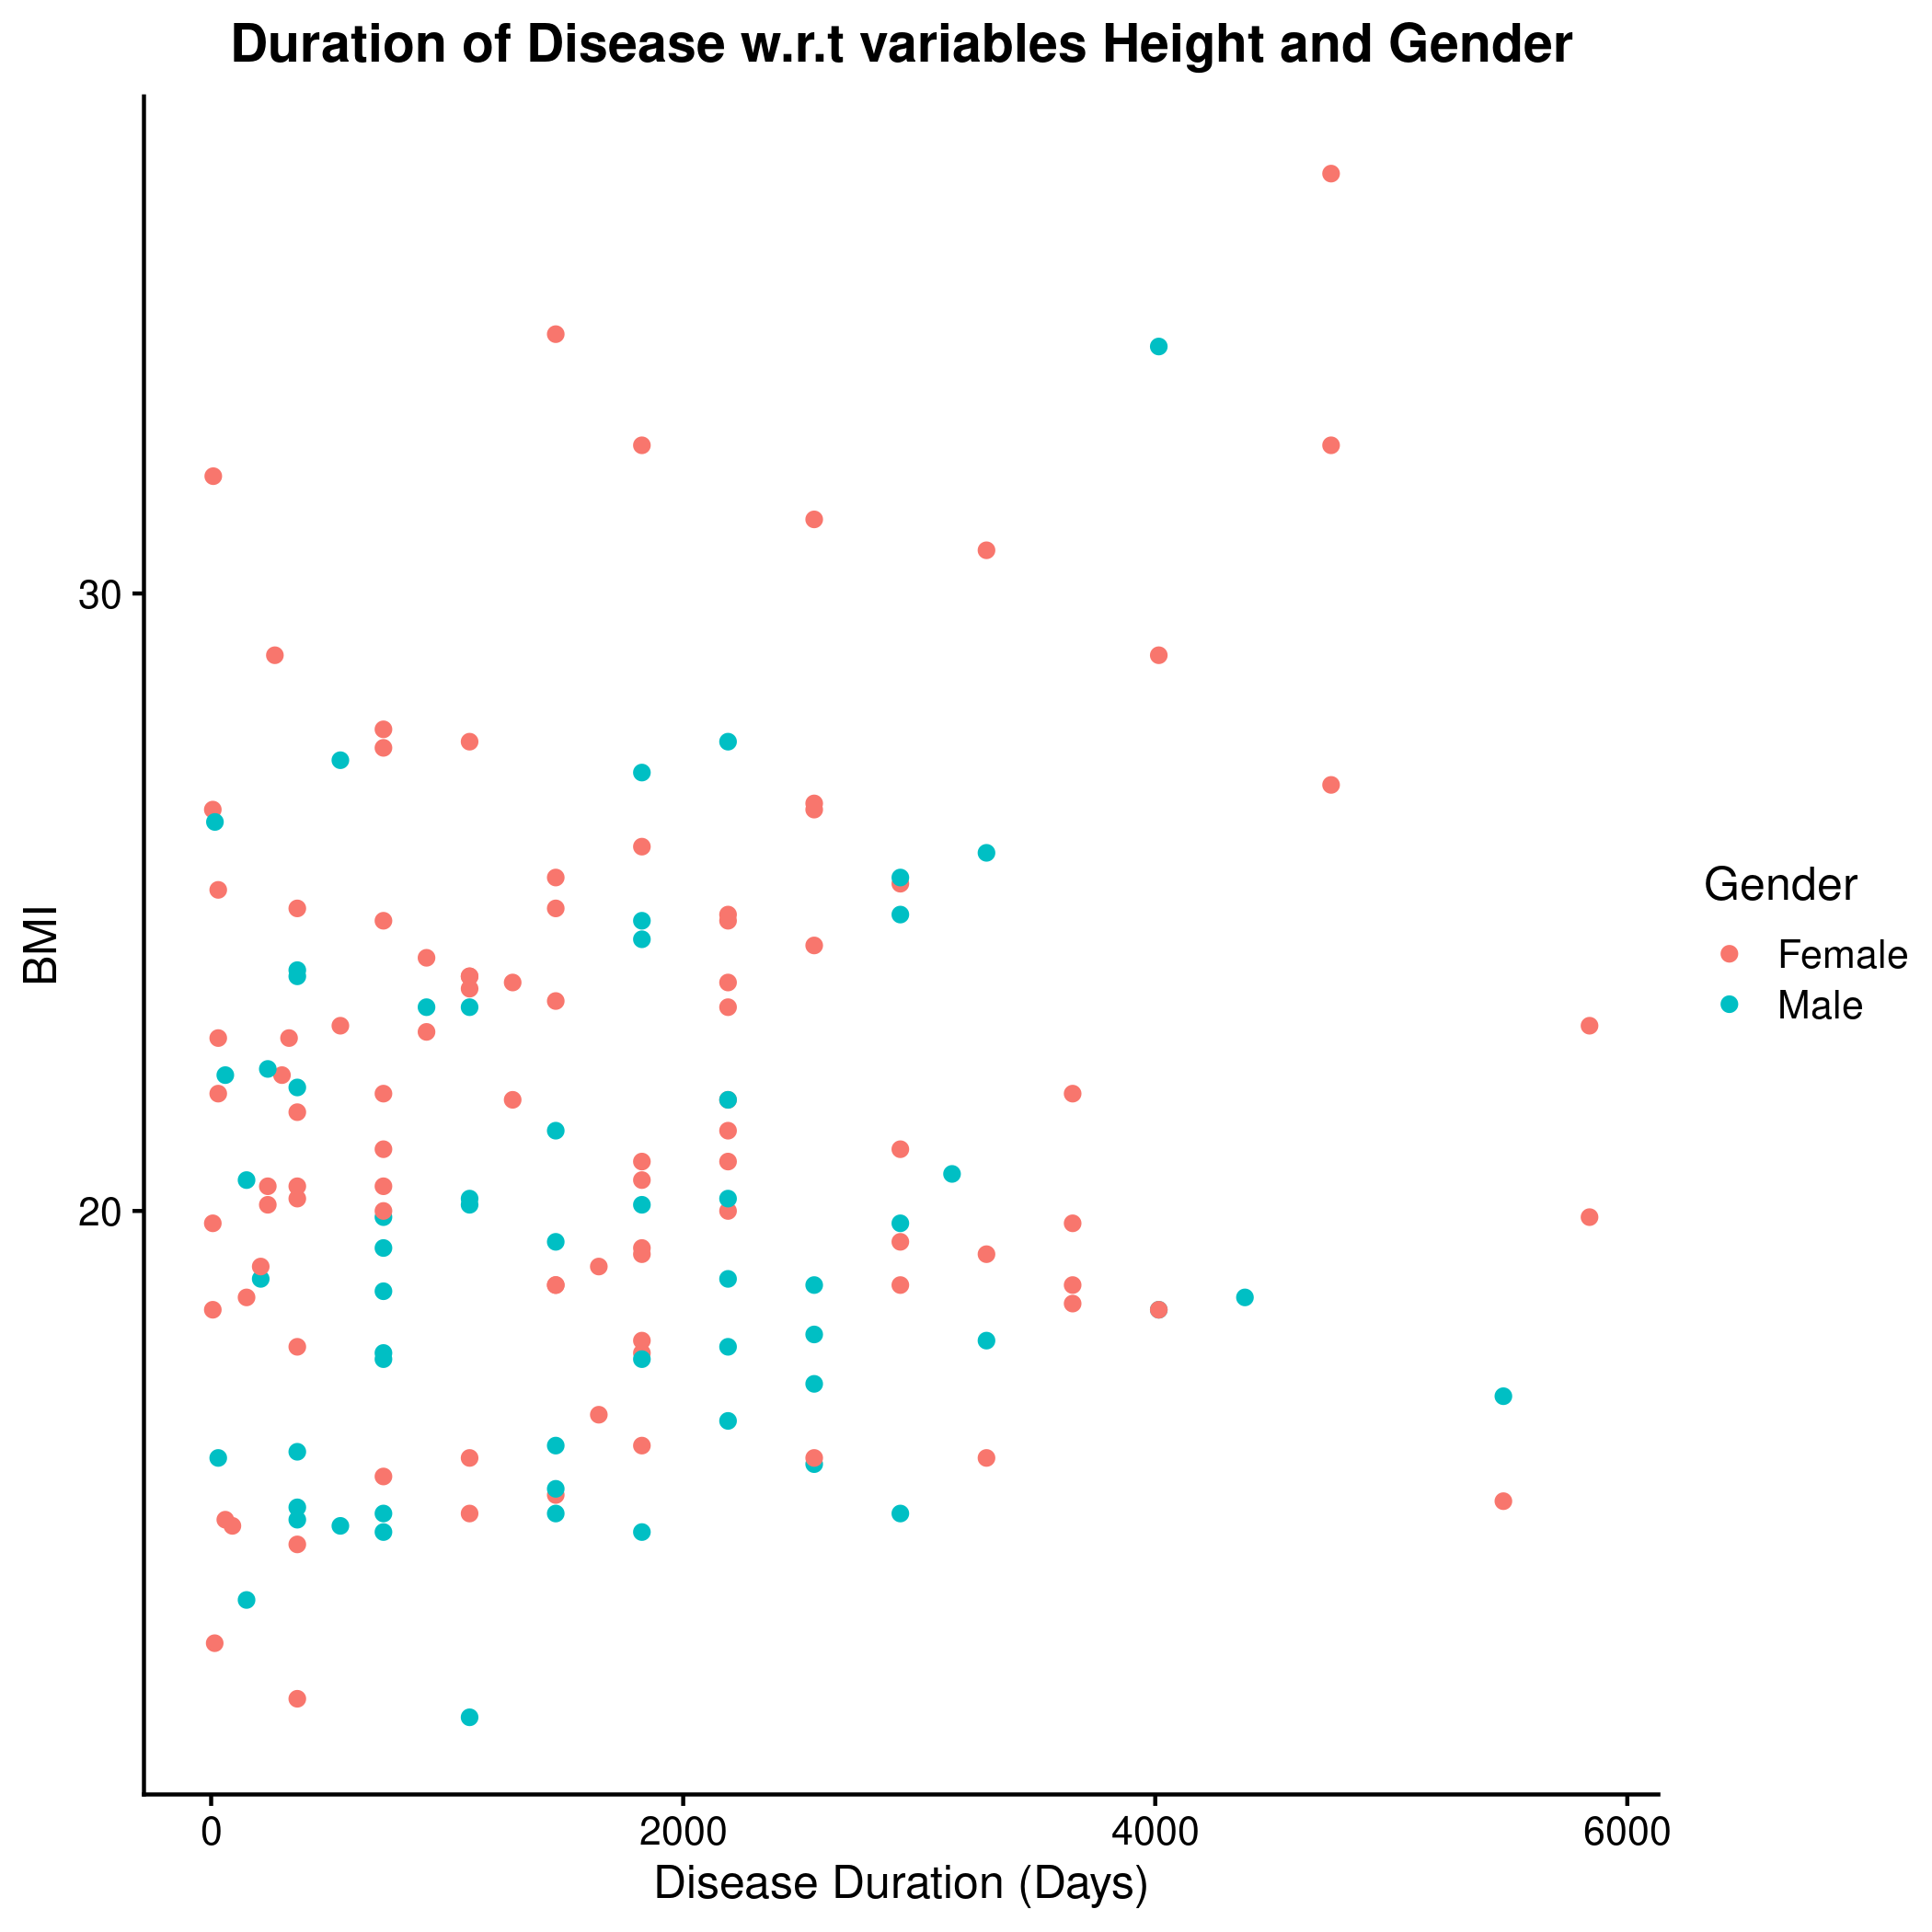 Duration of Disease w.r.t variables Height and Gender
30
20
BMI
0 2000 4000 6000
Disease Duration (Days)
Gender
Female
Male